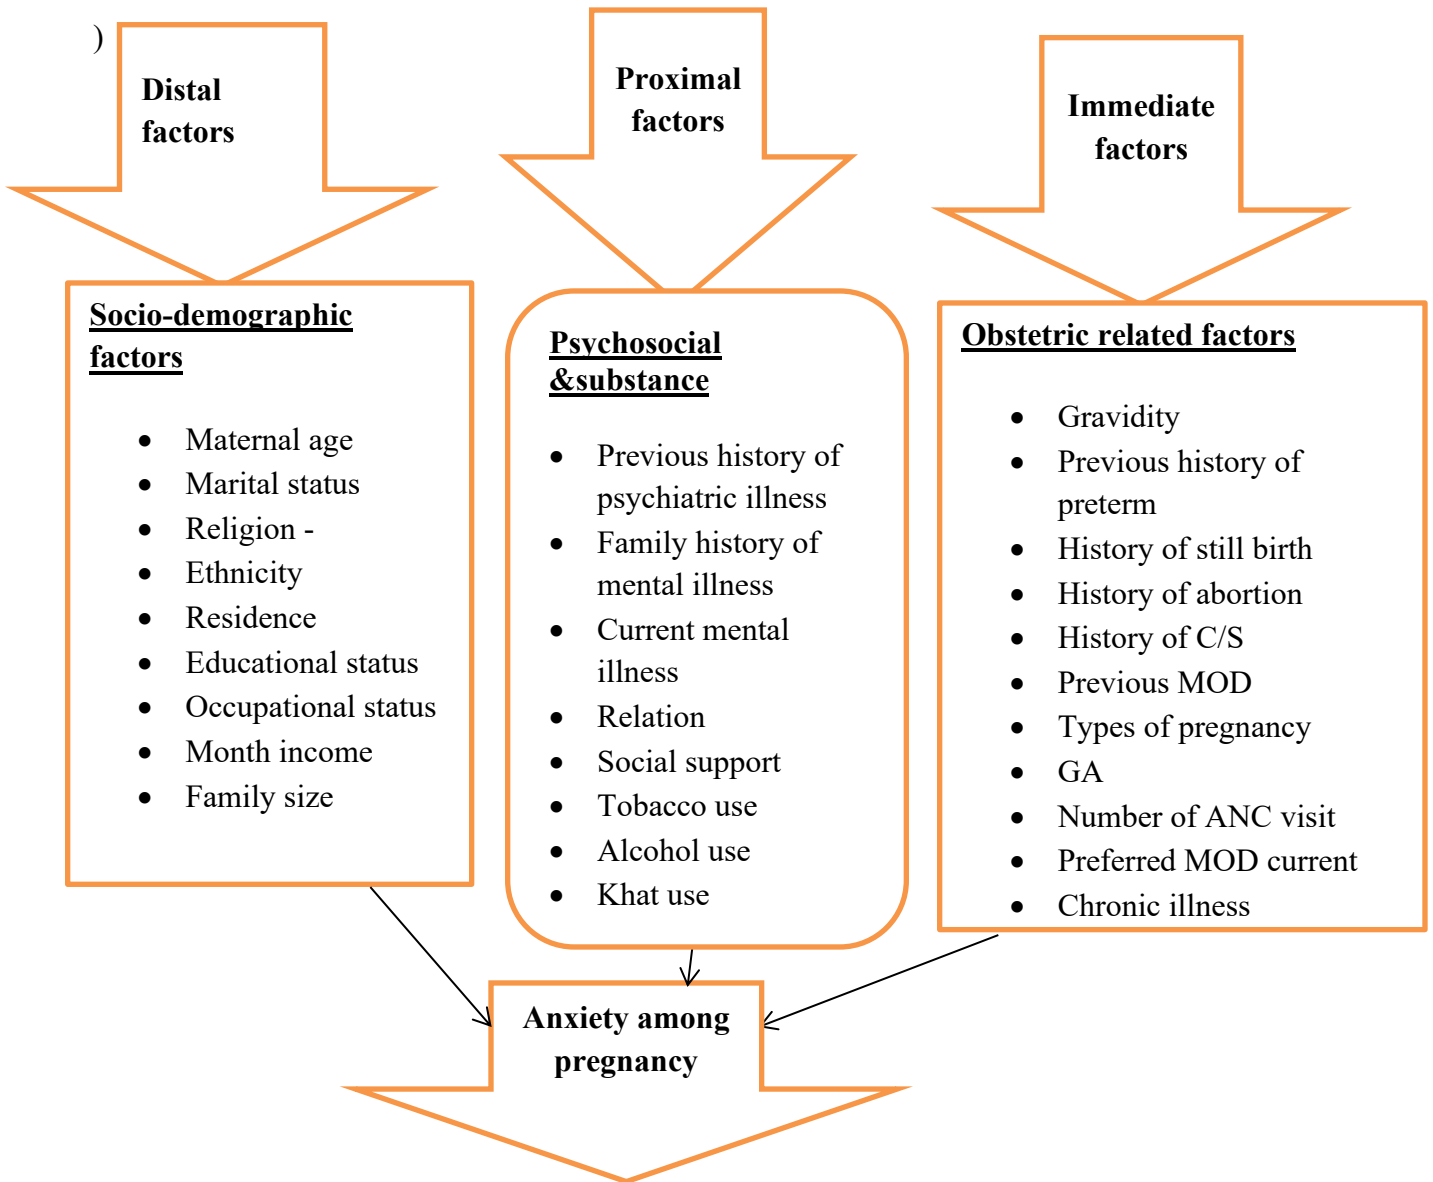 )
Distal
factors
Proximal
factors
Immediate
factors
Socio-demographic
factors
• Maternal age
• Marital status
• Religion -
• Ethnicity
• Residence
• Educational status
• Occupational status
• Month income
• Family size
Psychosocial
&substance
• Previous history of
psychiatric illness
• Family history of
mental illness
• Current mental
illness
• Relation
• Social support
• Tobacco use
• Alcohol use
• Khat use
Obstetric related factors
• Gravidity
• Previous history of
preterm
• History of still birth
• History of abortion
• History of C/S
• Previous MOD
• Types of pregnancy
• GA
• Number of ANC visit
• Preferred MOD current
• Chronic illness
Anxiety among
pregnancy